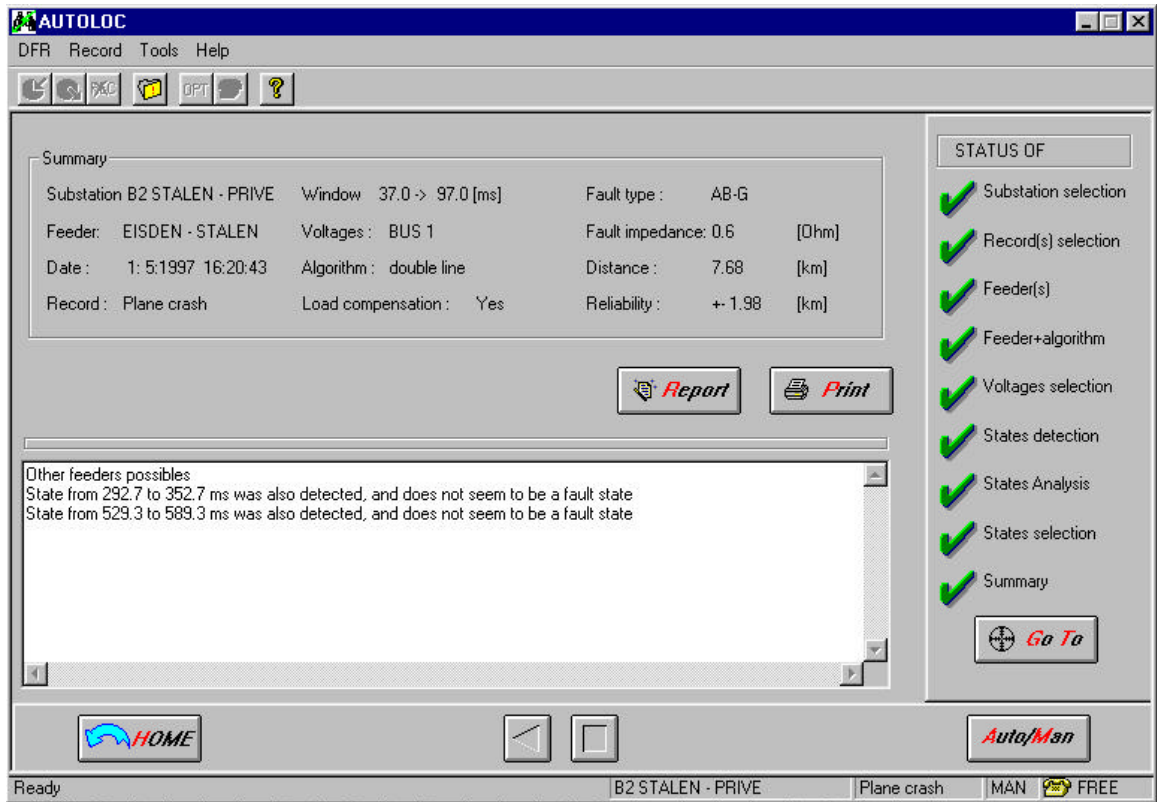 AUTOLOC
DFR Record Tools Help
OPT
Summary
Substation B2 STALEN - PRIVE Window 37.0 -> 97.0 [ms] Fault type : AB-G
Feeder: EISDEN - STALEN Voltages : BUS 1 Fault impedance: 0.6 [Ohm]
Date : 1: 5:1997 16:20:43 Algorithm : double line Distance : 7.68 [km]
Record : Plane crash Load compensation : Yes Reliability : +- 1.98 [km]
Report Print
Other feeders possibles
State from 292.7 to 352.7 ms was also detected, and does not seem to be a fault state
State from 529.3 to 589.3 ms was also detected, and does not seem to be a fault state
STATUS OF
Substation selection
Record(s) selection
Feeder(s)
Feeder+algorithm
Voltages selection
States detection
States Analysis
States selection
Summary
Go To
HOME
Auto/Man
Ready B2 STALEN - PRIVE Plane crash MAN FREE